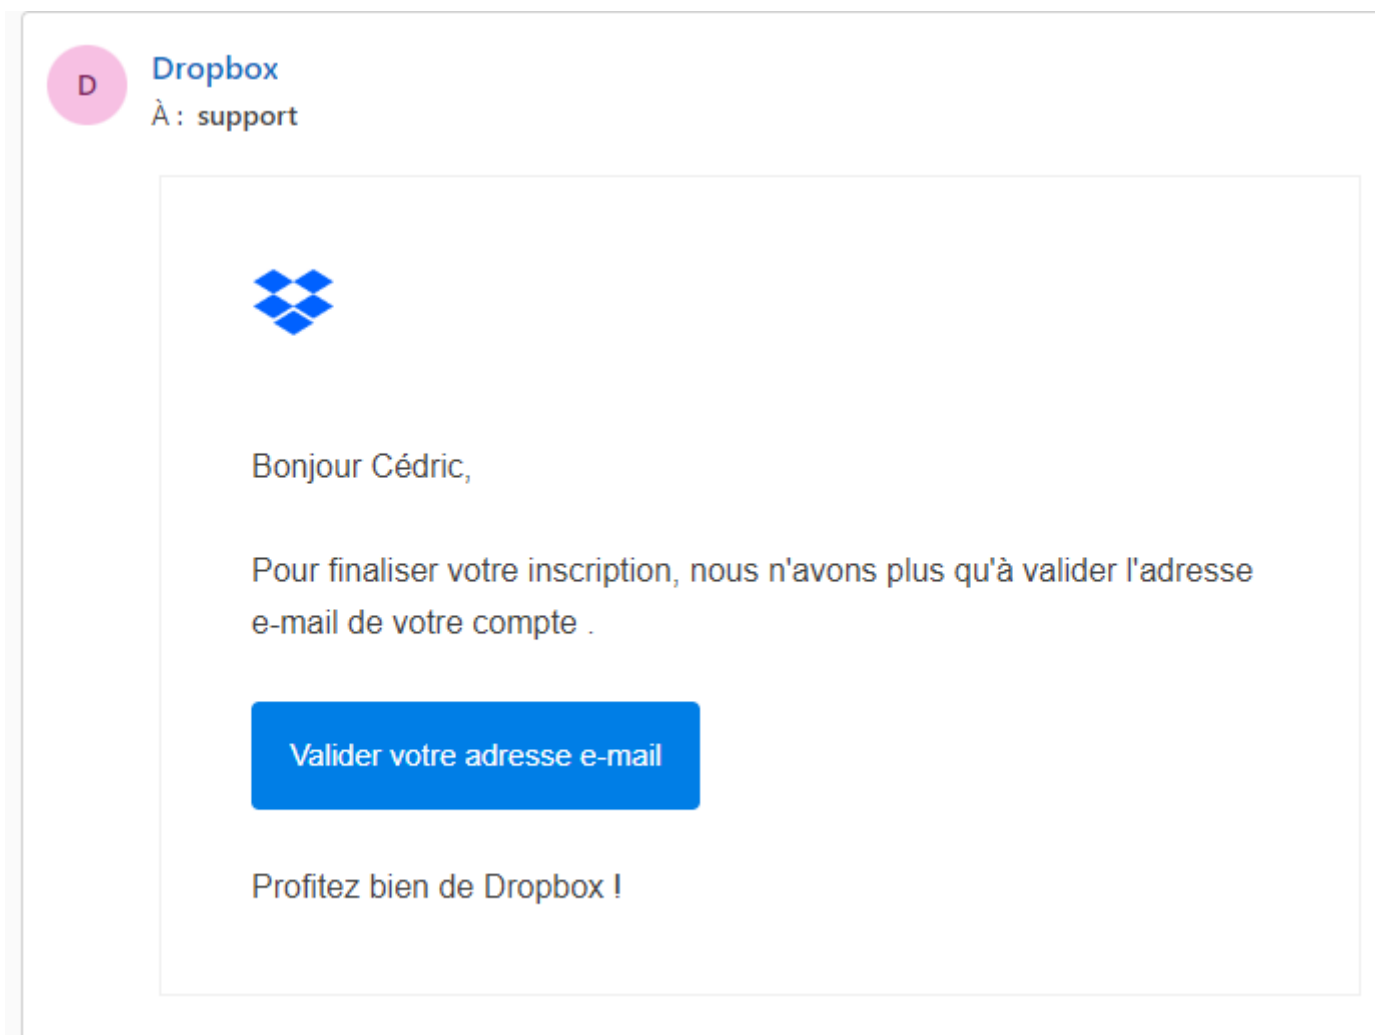 D
Dropbox
À : support
Bonjour Cédric,
Pour finaliser votre inscription, nous n'avons plus qu'à valider l'adresse
e-mail de votre compte .
Valider votre adresse e-mail
Profitez bien de Dropbox !